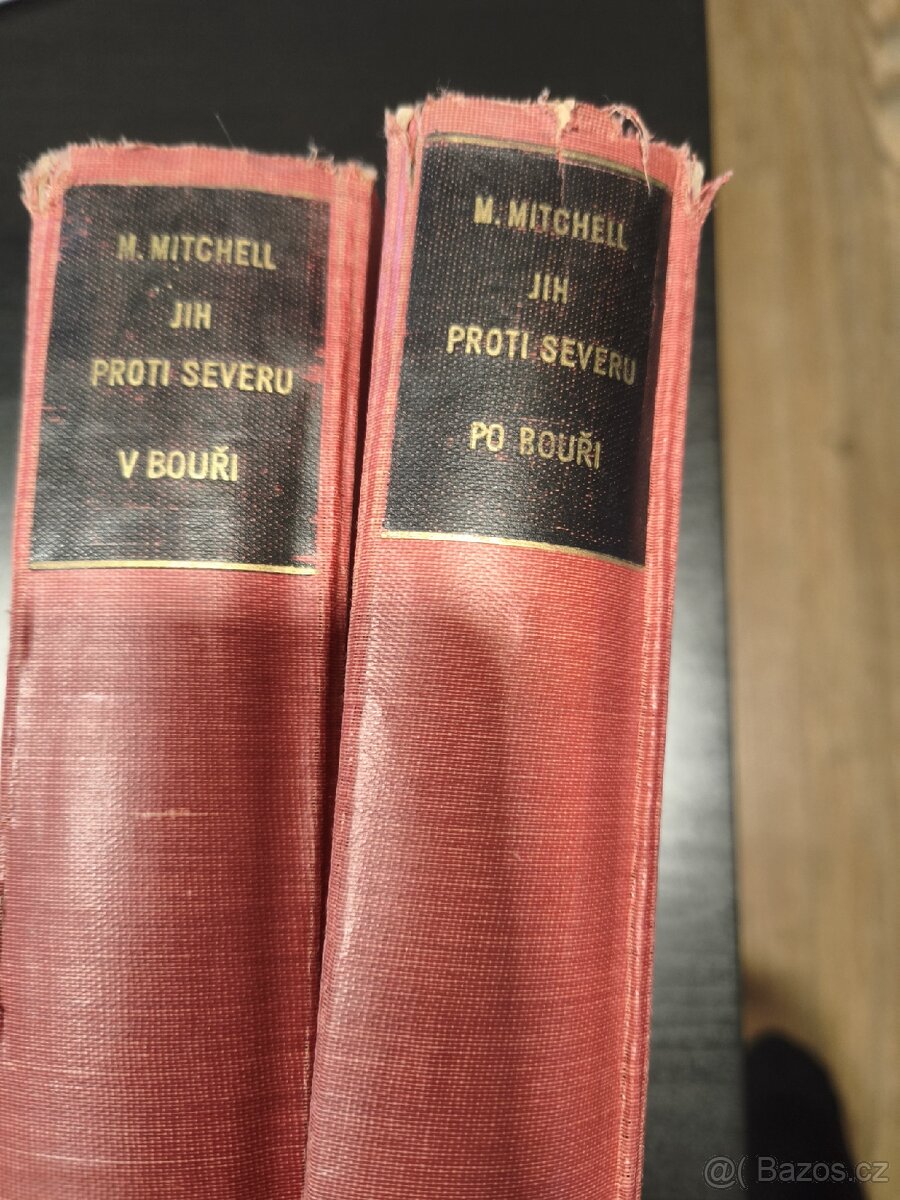 M. MITCHELL
JIH
PROTI SEVERU
V BOUŘI
M. MITCHELL
JIH
PROTI SEVERU
PO BOUŘI
@( Bazos.cz